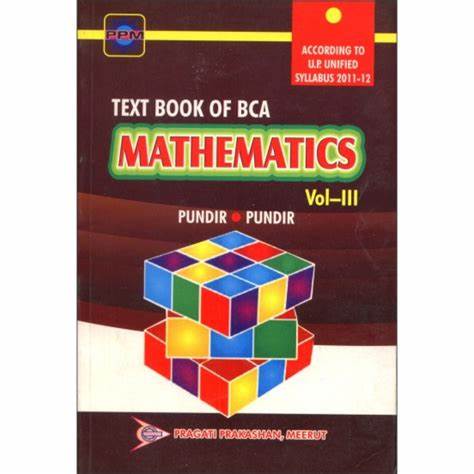 PPM
ACCORDING TO
U.P. UNIFIED
SYLLABUS 2011-12
TEXT BOOK OF BCA
MATHEMATICS
Vol–III
PUNDIR • PUNDIR
PRAGATI PRAKASHAN, MEERUT